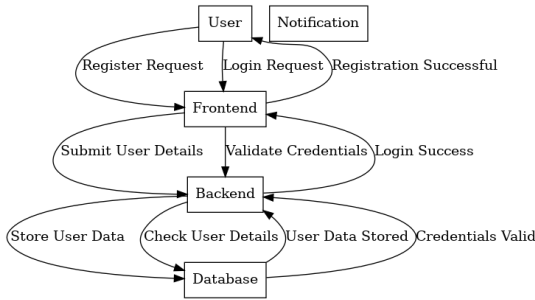 User
Notification
Register Request
Login Request
Registration Successful
Frontend
Submit User Details
Validate Credentials
Login Success
Backend
Store User Data
Check User Details
User Data Stored
Credentials Valid
Database